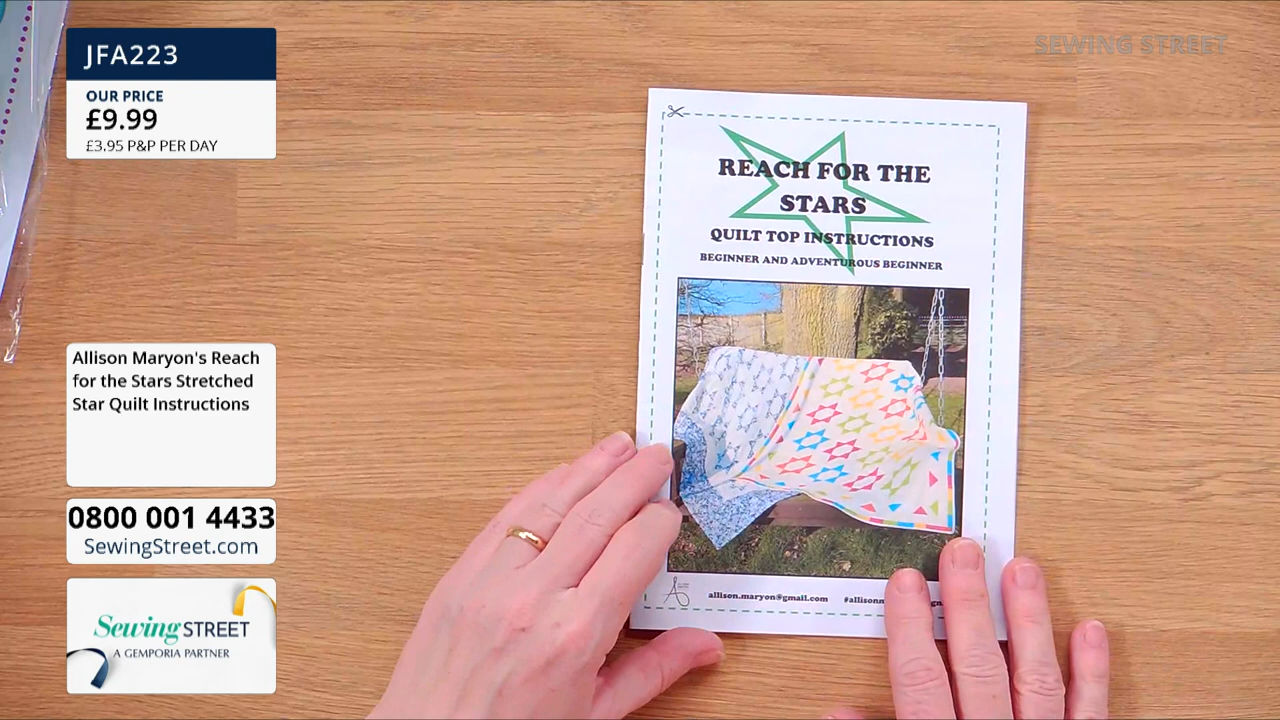 JFA223
OUR PRICE
£9.99
£3.95 P&P PER DAY
Allison Maryon's Reach
for the Stars Stretched
Star Quilt Instructions
0800 001 4433
SewingStreet.com
Sewing STREET
A GEMPORIA PARTNER
SEWING STREET
REACH FOR THE
STARS
QUILT TOP INSTRUCTIONS
BEGINNER AND ADVENTUROUS BEGINNER
allison.maryon@gmail.com